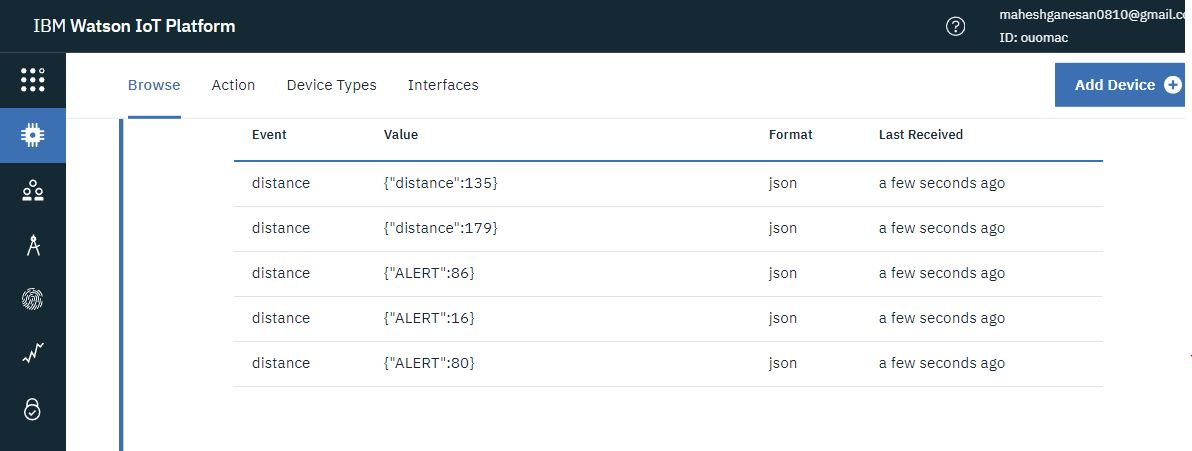 IBM Watson IoT Platform
maheshganesan0810@gmail.co
ID: ouomac
Browse Action Device Types Interfaces Add Device
Event Value Format Last Received
distance {"distance":135} json a few seconds ago
distance {"distance":179} json a few seconds ago
distance {"ALERT":86} json a few seconds ago
distance {"ALERT":16} json a few seconds ago
distance {"ALERT":80} json a few seconds ago